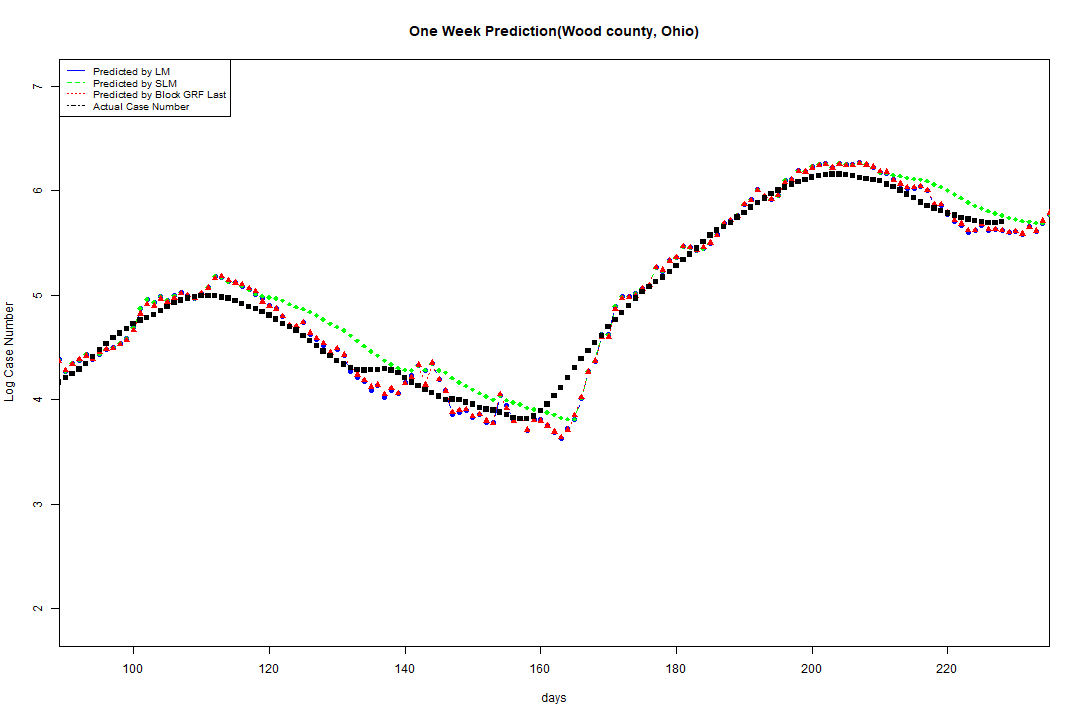 One Week Prediction(Wood county, Ohio)
Predicted by LM
Predicted by SLM
Predicted by Block GRF Last
Actual Case Number
7
6
5
4
3
2
Log Case Number
100 120 140 160 180 200 220
days